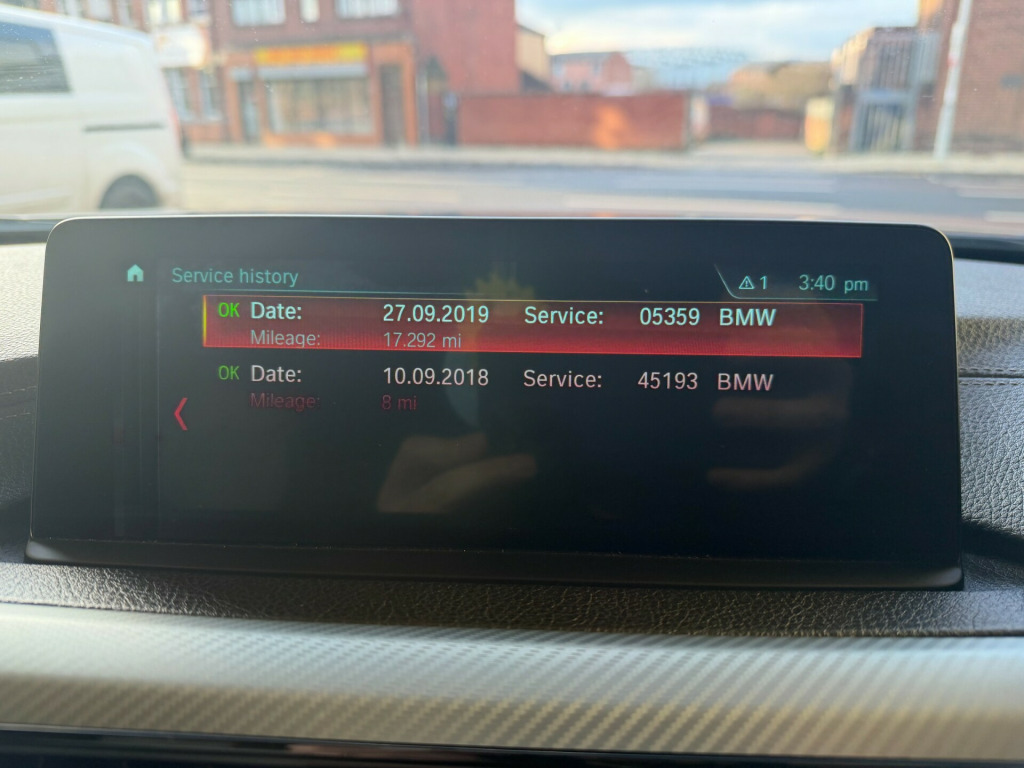 Service history
⚠1 3:40 pm
OK Date: 27.09.2019 Service: 05359 BMW
Mileage: 17.292 mi
OK Date: 10.09.2018 Service: 45193 BMW
Mileage: 8 mi